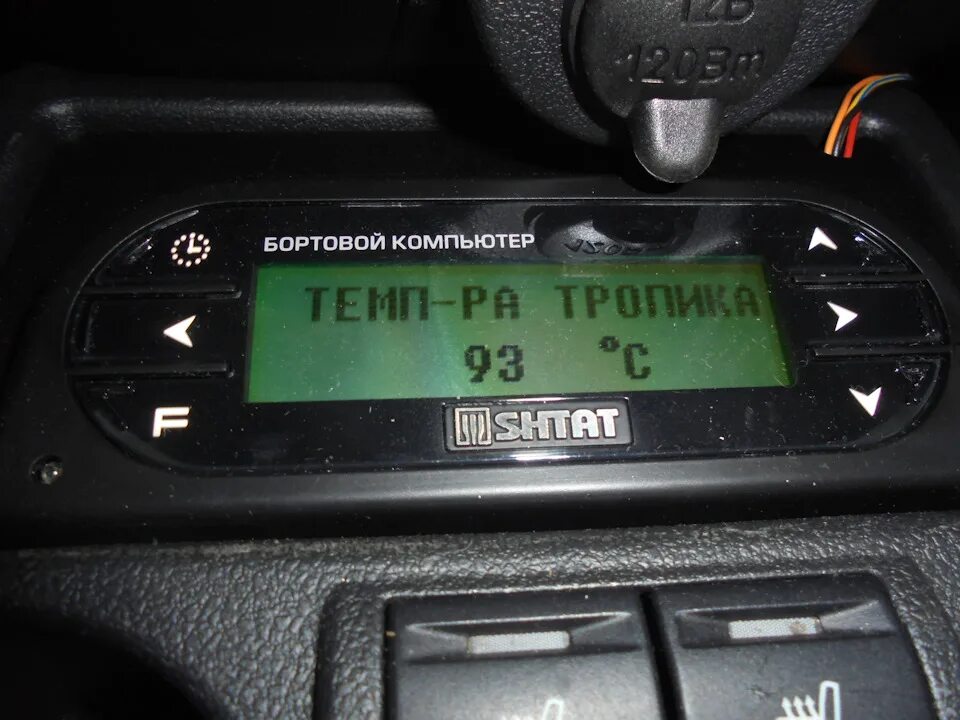 12В
120Вт
БОРТОВОЙ КОМПЬЮТЕР
ТЕМП-РА ТРОПИКА
93 °C
F
SHTAT